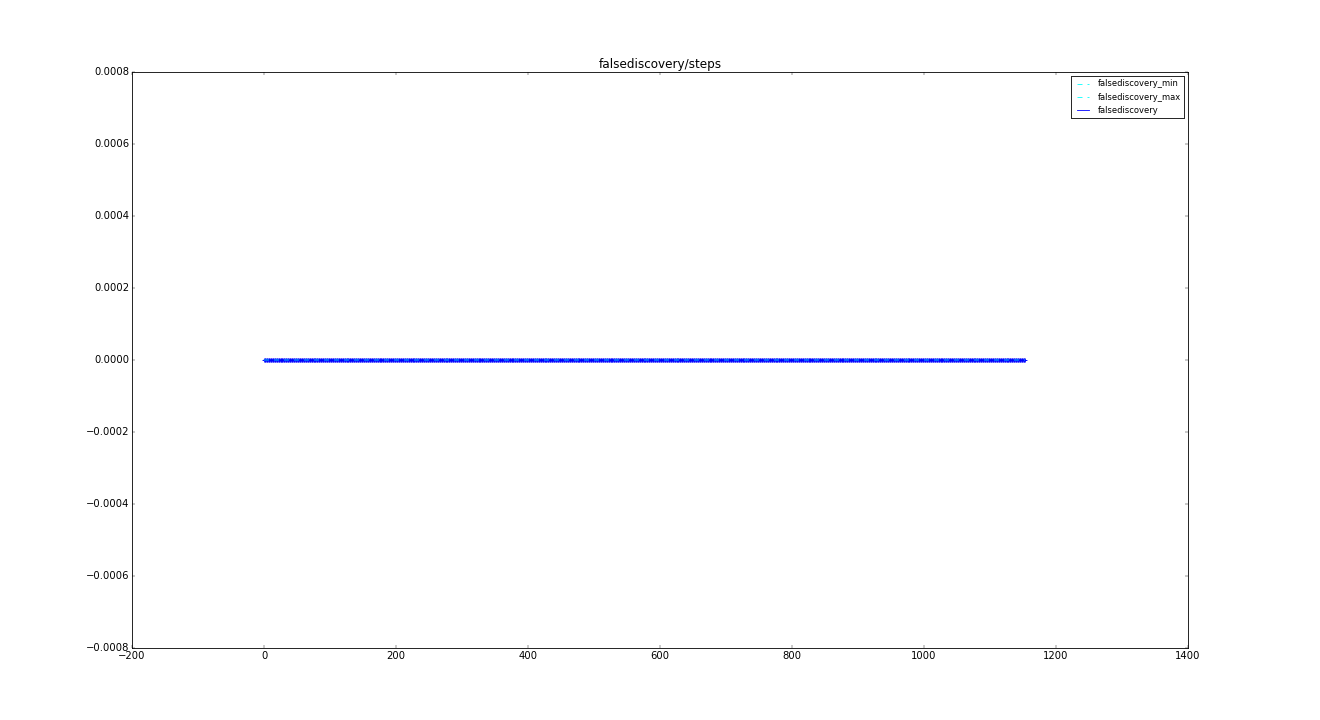 falsediscovery/steps
0.0008
0.0006
0.0004
0.0002
0.0000
−0.0002
−0.0004
−0.0006
−0.0008
−200 0 200 400 600 800 1000 1200 1400
falsediscovery_min
falsediscovery_max
falsediscovery